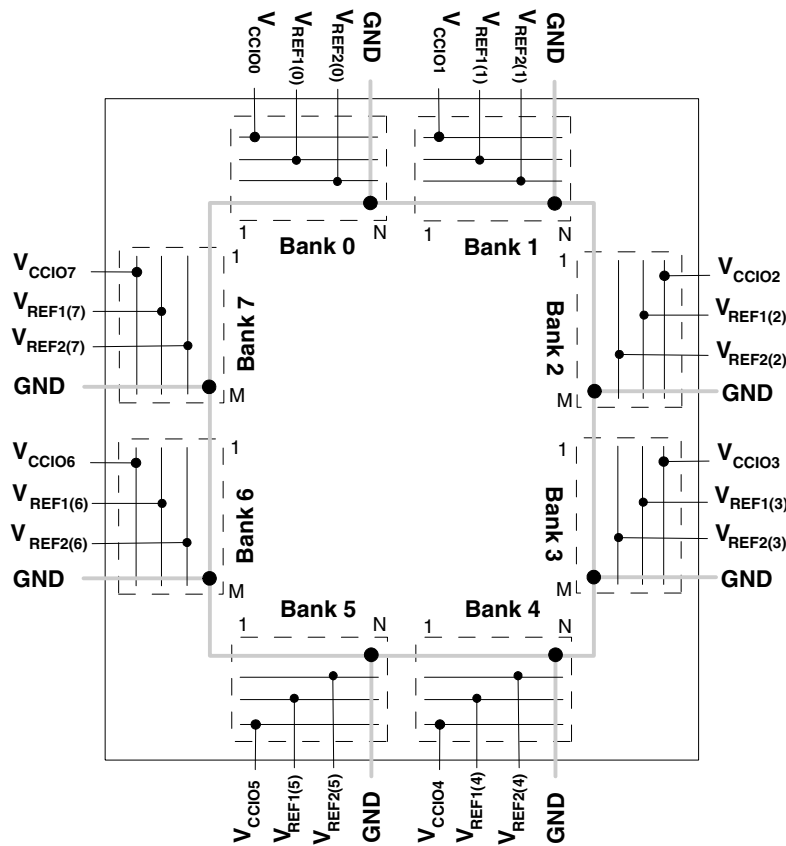 VCCIO0
VREF1(0)
VREF2(0)
GND
VCCIO1
VREF1(1)
VREF2(1)
GND
1
Bank 0
N
1
Bank 1
N
VCCIO7
VREF1(7)
VREF2(7)
GND
1
Bank 7
M
1
Bank 2
M
VCCIO2
VREF1(2)
VREF2(2)
GND
VCCIO6
VREF1(6)
VREF2(6)
GND
1
Bank 6
M
1
Bank 3
M
VCCIO3
VREF1(3)
VREF2(3)
GND
Bank 5
1
N
Bank 4
1
N
VCCIO5
VREF1(5)
VREF2(5)
GND
VCCIO4
VREF1(4)
VREF2(4)
GND